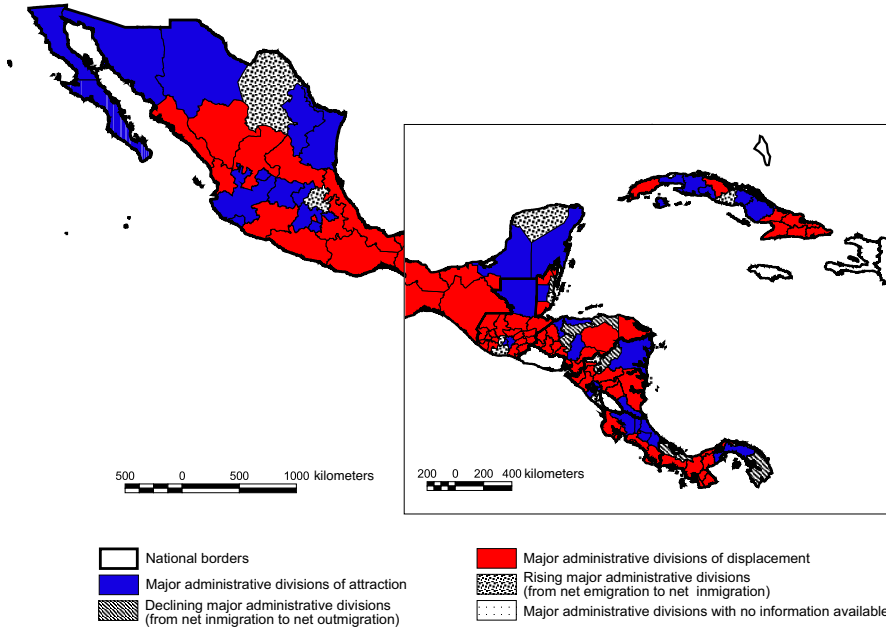 500 0 500 1000 kilometers
200 0 200 400 kilometers
National borders
Major administrative divisions of attraction
Declining major administrative divisions
(from net inmigration to net outmigration)
Major administrative divisions of displacement
Rising major administrative divisions
(from net emigration to net inmigration)
Major administrative divisions with no information available